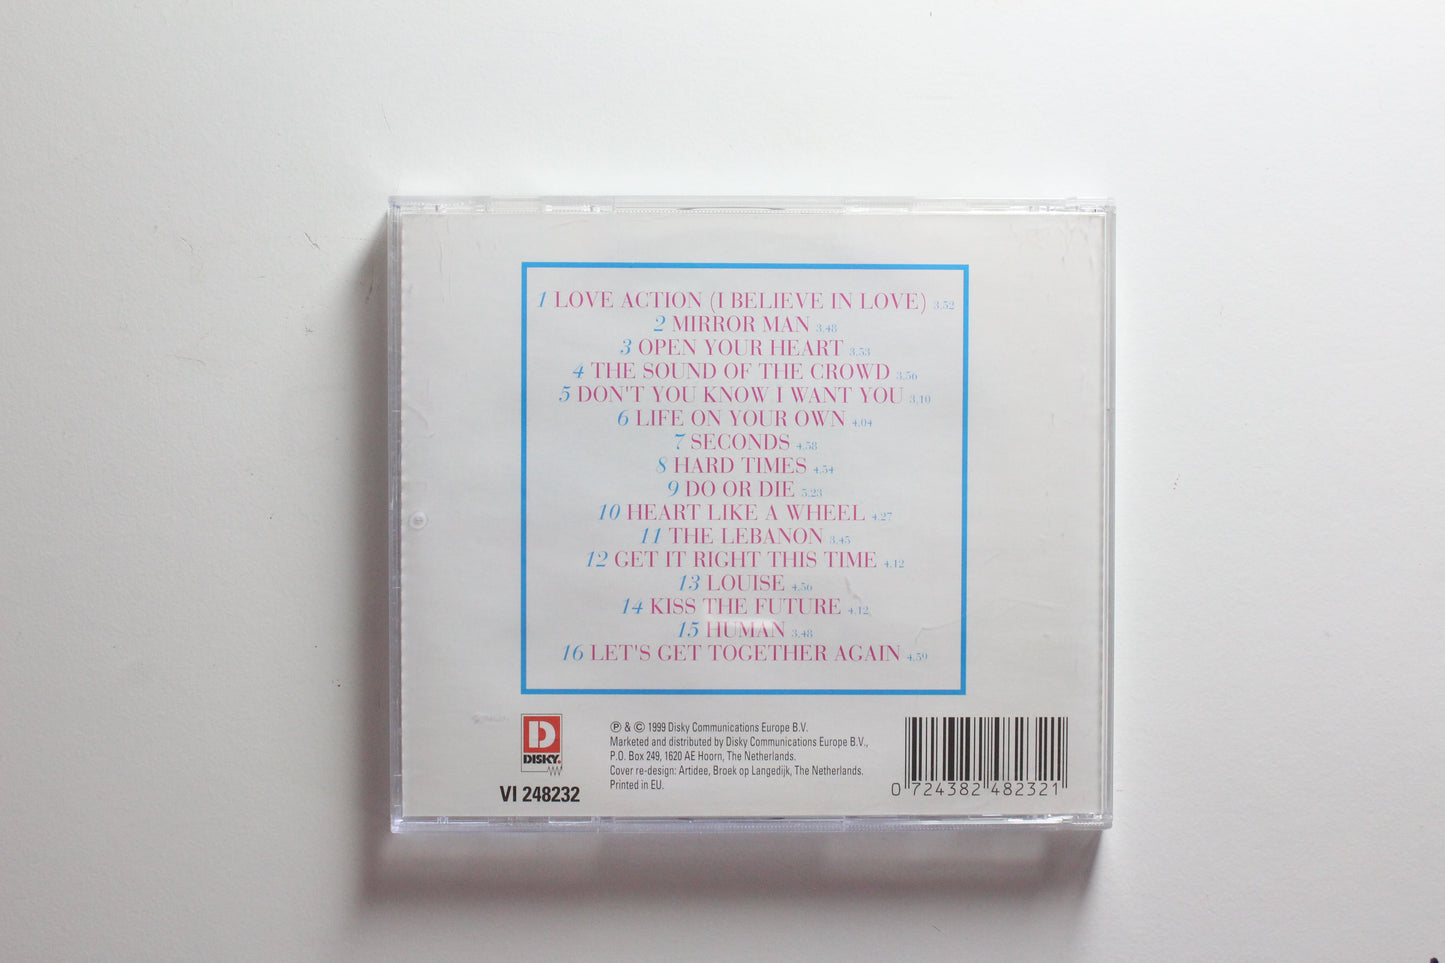 1 LOVE ACTION (I BELIEVE IN LOVE) 3.52
2 MIRROR MAN 3.48
3 OPEN YOUR HEART 3.53
4 THE SOUND OF THE CROWD 3.56
5 DON'T YOU KNOW I WANT YOU 3.10
6 LIFE ON YOUR OWN 4.04
7 SECONDS 4.58
8 HARD TIMES 4.54
9 DO OR DIE 5.23
10 HEART LIKE A WHEEL 4.27
11 THE LEBANON 3.45
12 GET IT RIGHT THIS TIME 4.12
13 LOUISE 4.56
14 KISS THE FUTURE 4.12
15 HUMAN 3.48
16 LET'S GET TOGETHER AGAIN 4.59
D
DISKY.
VI 248232
℗ & © 1999 Disky Communications Europe B.V.
Marketed and distributed by Disky Communications Europe B.V.,
P.O. Box 249, 1620 AE Hoorn, The Netherlands.
Cover re-design: Artidee, Broek op Langedijk, The Netherlands.
Printed in EU.
0 724382 482321